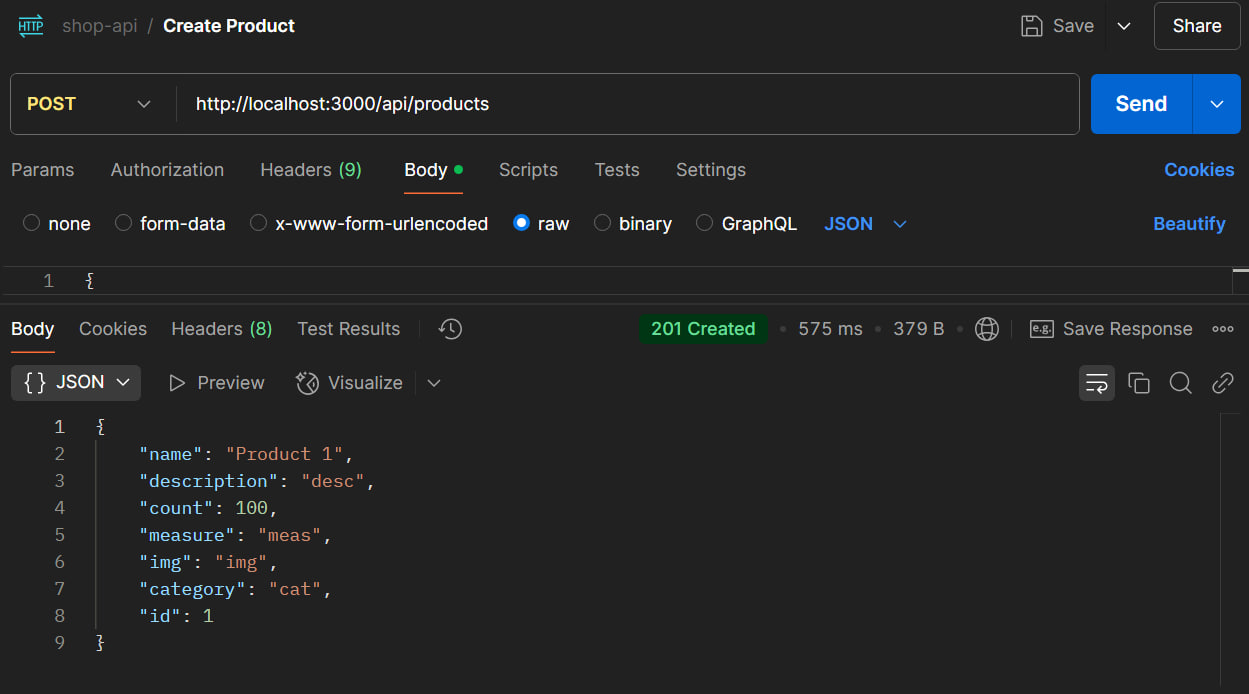 HTTP shop-api / Create Product Save Share
POST http://localhost:3000/api/products Send
Params Authorization Headers (9) Body Scripts Tests Settings Cookies
none form-data x-www-form-urlencoded raw binary GraphQL JSON Beautify
1 {
Body Cookies Headers (8) Test Results 201 Created • 575 ms • 379 B • e.g. Save Response
{ } JSON Preview Visualize
1 {
2 "name": "Product 1",
3 "description": "desc",
4 "count": 100,
5 "measure": "meas",
6 "img": "img",
7 "category": "cat",
8 "id": 1
9 }